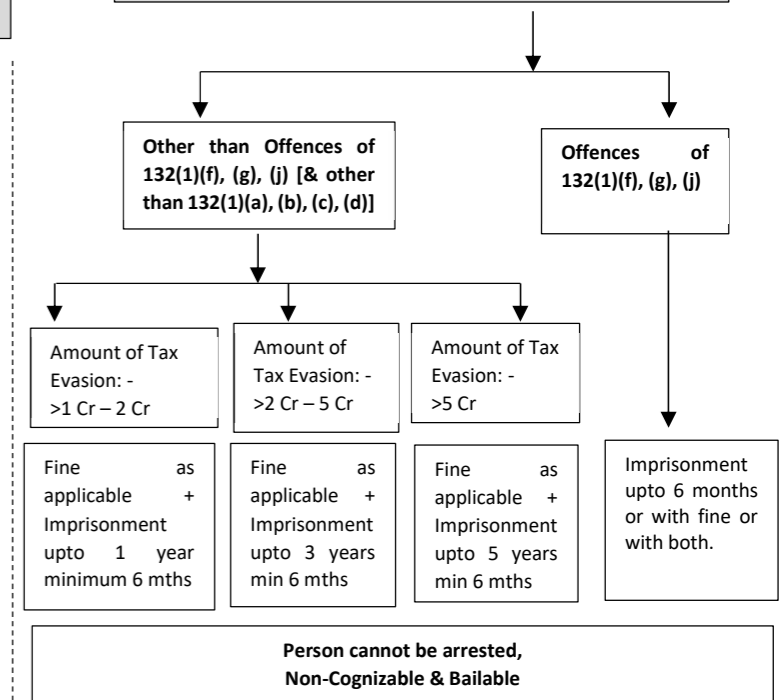 Other than Offences of
132(1)(f), (g), (j) [& other
than 132(1)(a), (b), (c), (d)]
Offences of
132(1)(f), (g), (j)
Amount of Tax
Evasion: -
>1 Cr – 2 Cr
Amount of
Tax Evasion: -
>2 Cr – 5 Cr
Amount of Tax
Evasion: -
>5 Cr
Fine as
applicable +
Imprisonment
upto 1 year
minimum 6 mths
Fine as
applicable +
Imprisonment
upto 3 years
min 6 mths
Fine as
applicable +
Imprisonment
upto 5 years
min 6 mths
Imprisonment
upto 6 months
or with fine or
with both.
Person cannot be arrested,
Non-Cognizable & Bailable